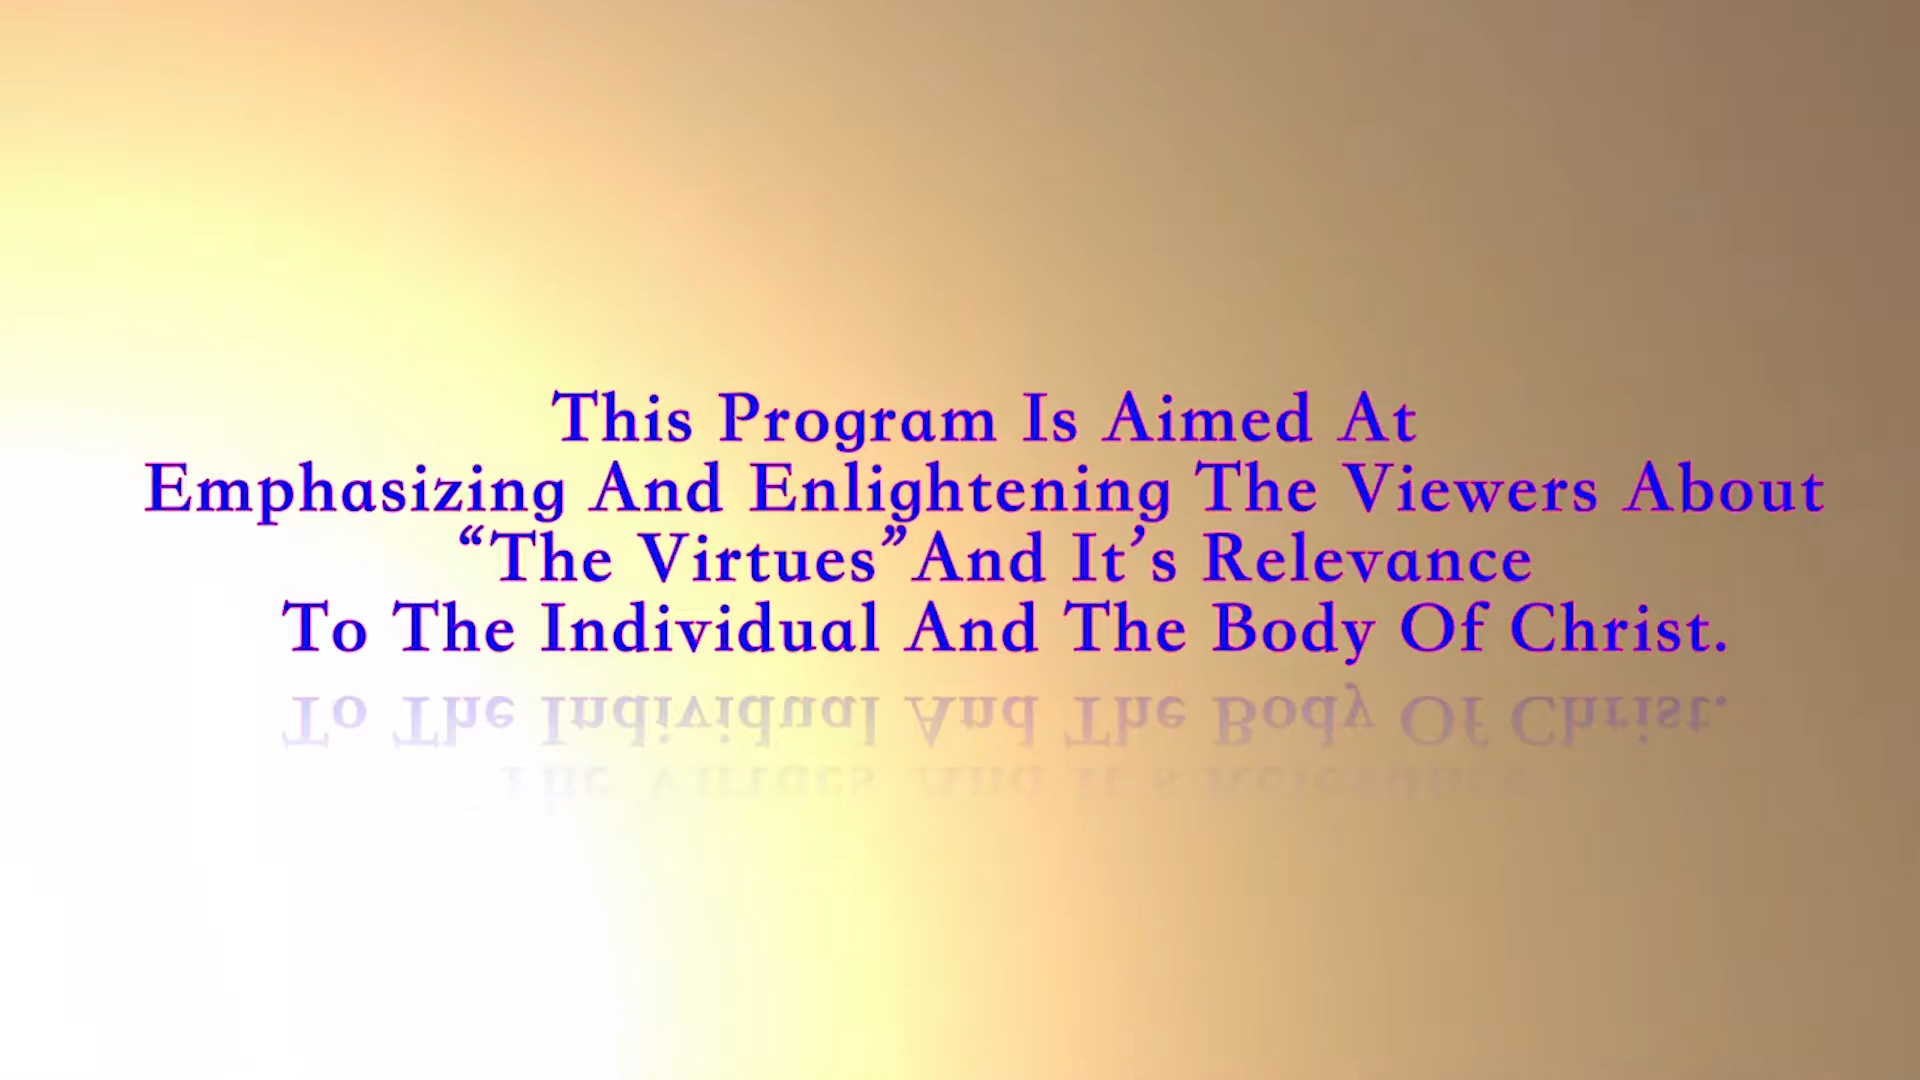 This Program Is Aimed At
Emphasizing And Enlightening The Viewers About
“The Virtues”And It’s Relevance
To The Individual And The Body Of Christ.